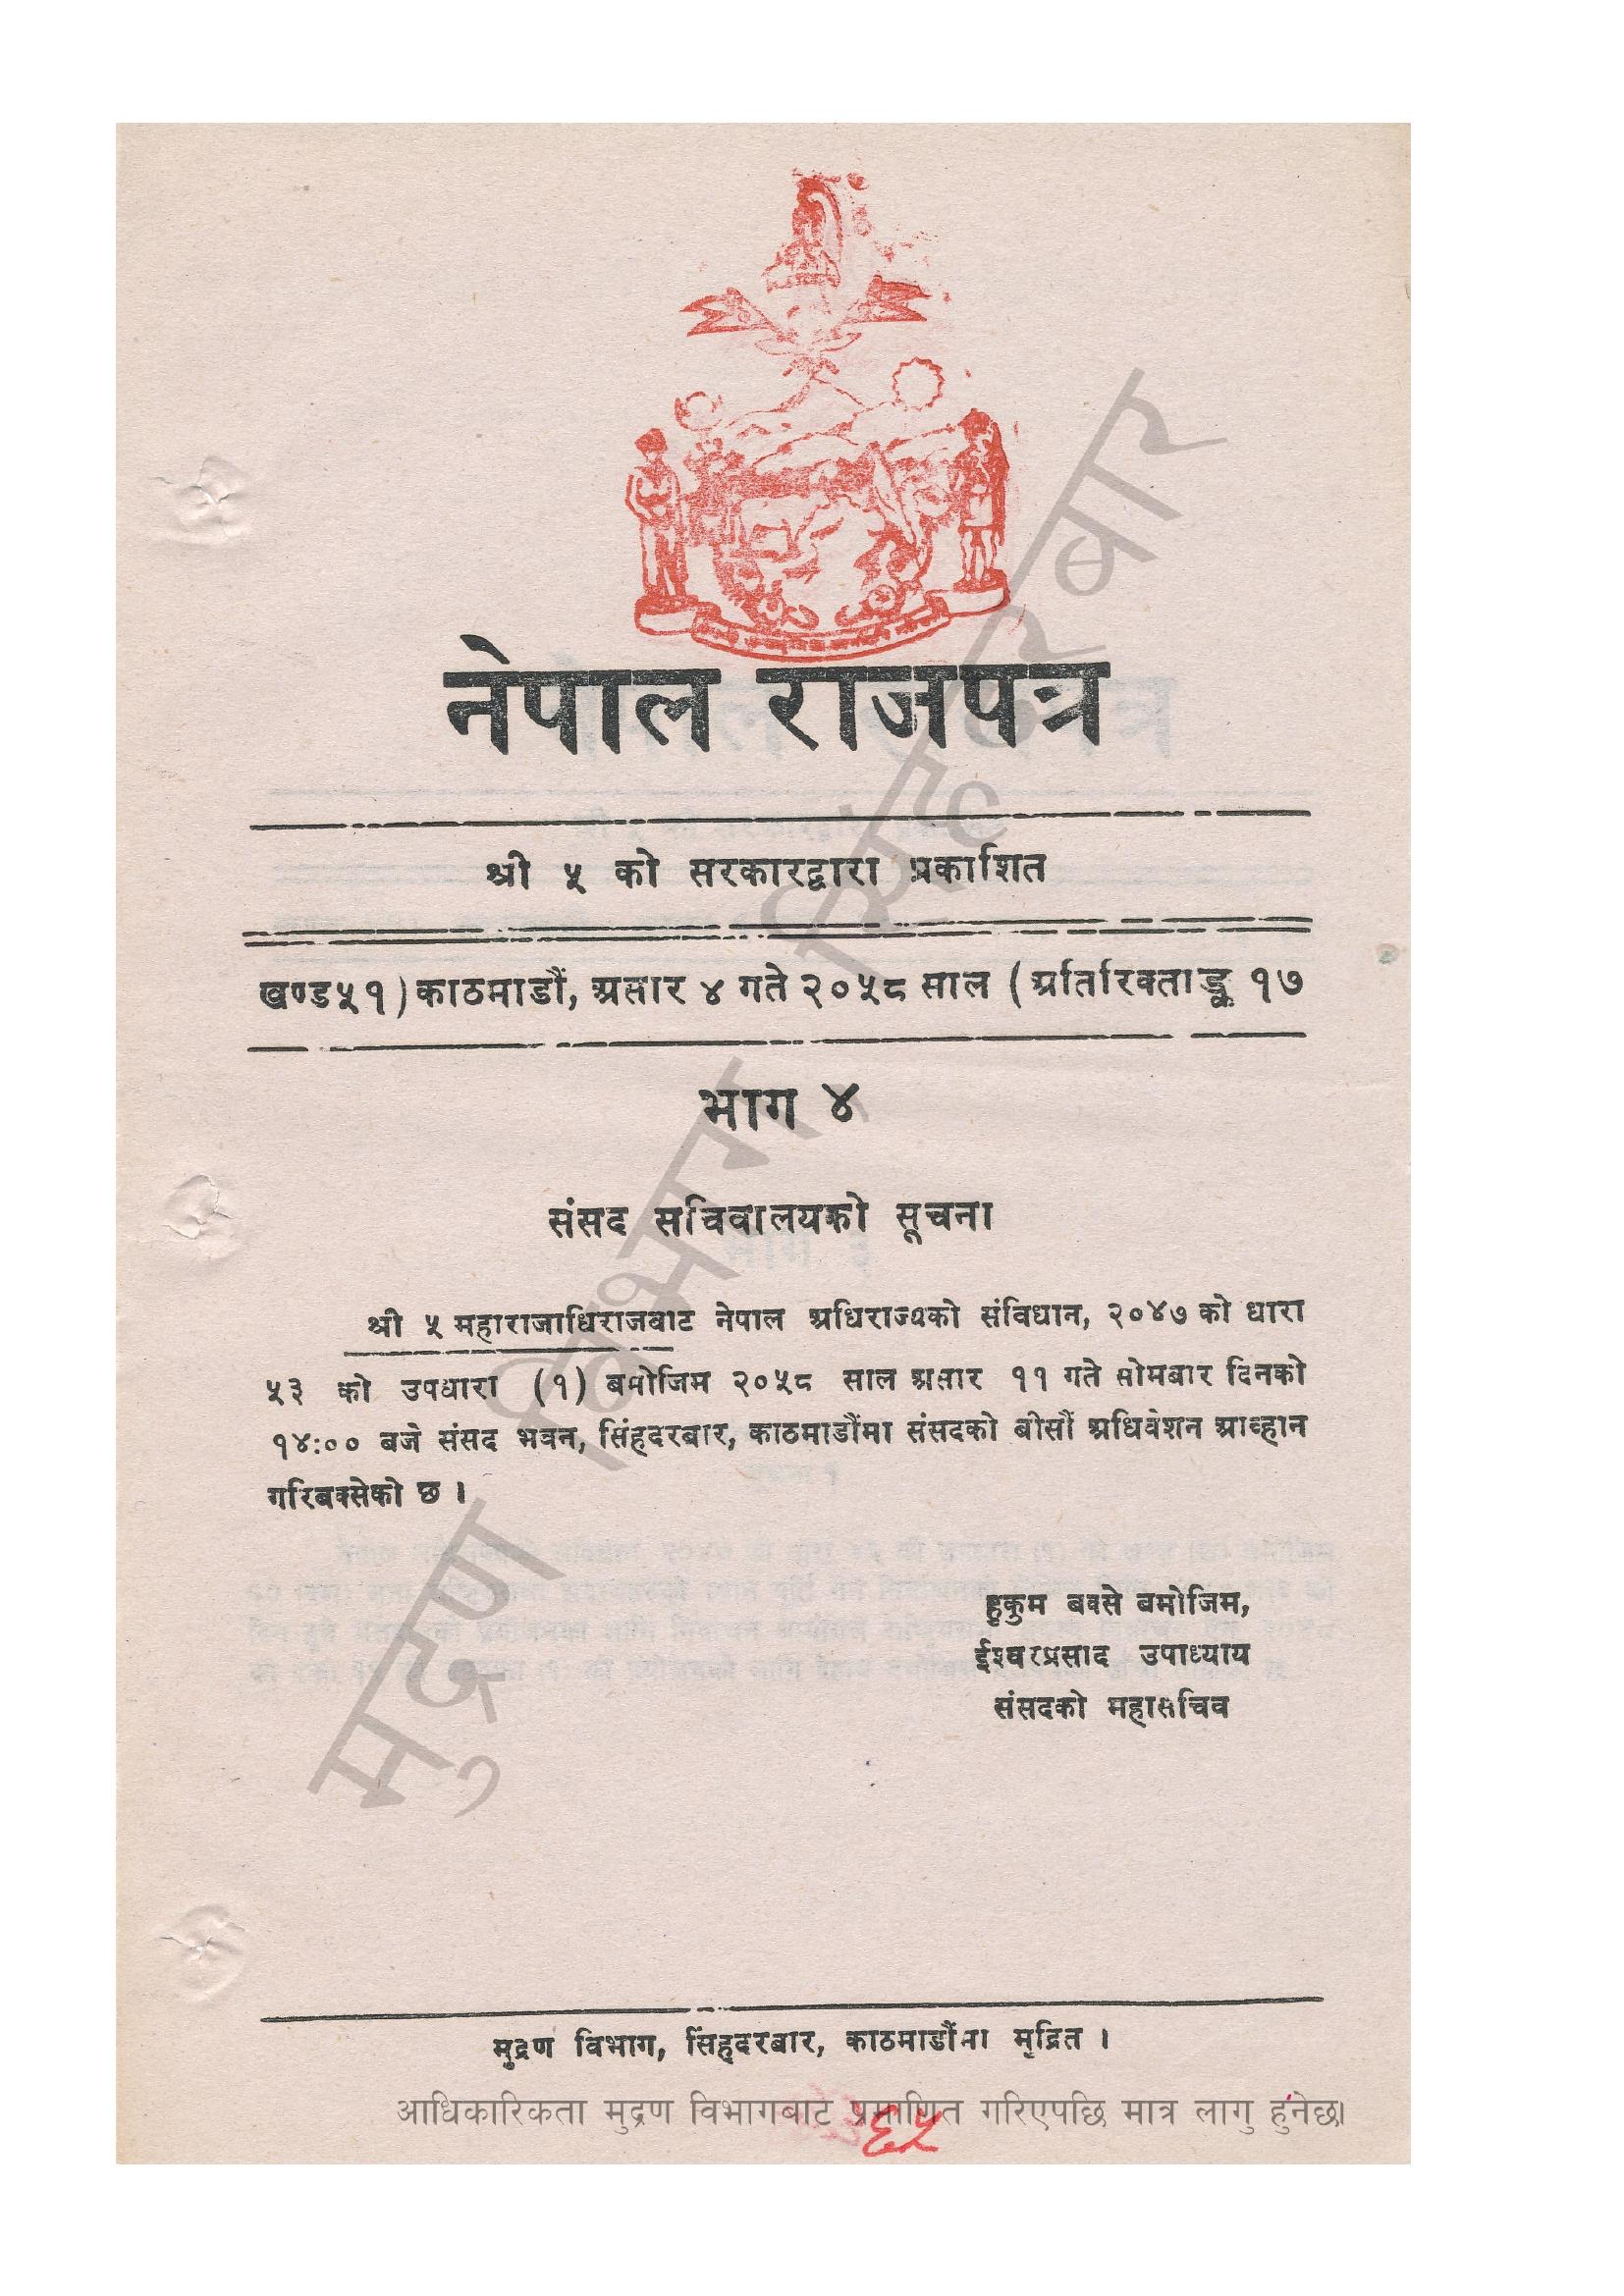 नेपाल राजपत्र
श्री ५ को सरकारद्वारा प्रकाशित
खण्ड५१) काठमाडौं, असार ४ गते २०५८ साल ( अतिरिक्ताङ्क १७
भाग ४
संसद सचिवालयको सूचना
श्री ५ महाराजाधिराजबाट नेपाल अधिराज्यको संविधान, २०४७ को धारा
५३ को उपधारा (१) बमोजिम २०५८ साल असार ११ गते सोमबार दिनको
१४:०० बजे संसद भवन, सिंहदरबार, काठमाडौंमा संसदको बीसौं अधिवेशन आव्हान
गरिबक्सेको छ ।
हुकुम बक्से बमोजिम,
ईश्वरप्रसाद उपाध्याय
संसदको महासचिव
मुद्रण विभाग, सिंहदरबार, काठमाडौंमा मुद्रित ।
आधिकारिकता मुद्रण विभागबाट प्रमाणित गरिएपछि मात्र लागु हुनेछ।
६५
मुद्रण विभाग सिंहदरबार